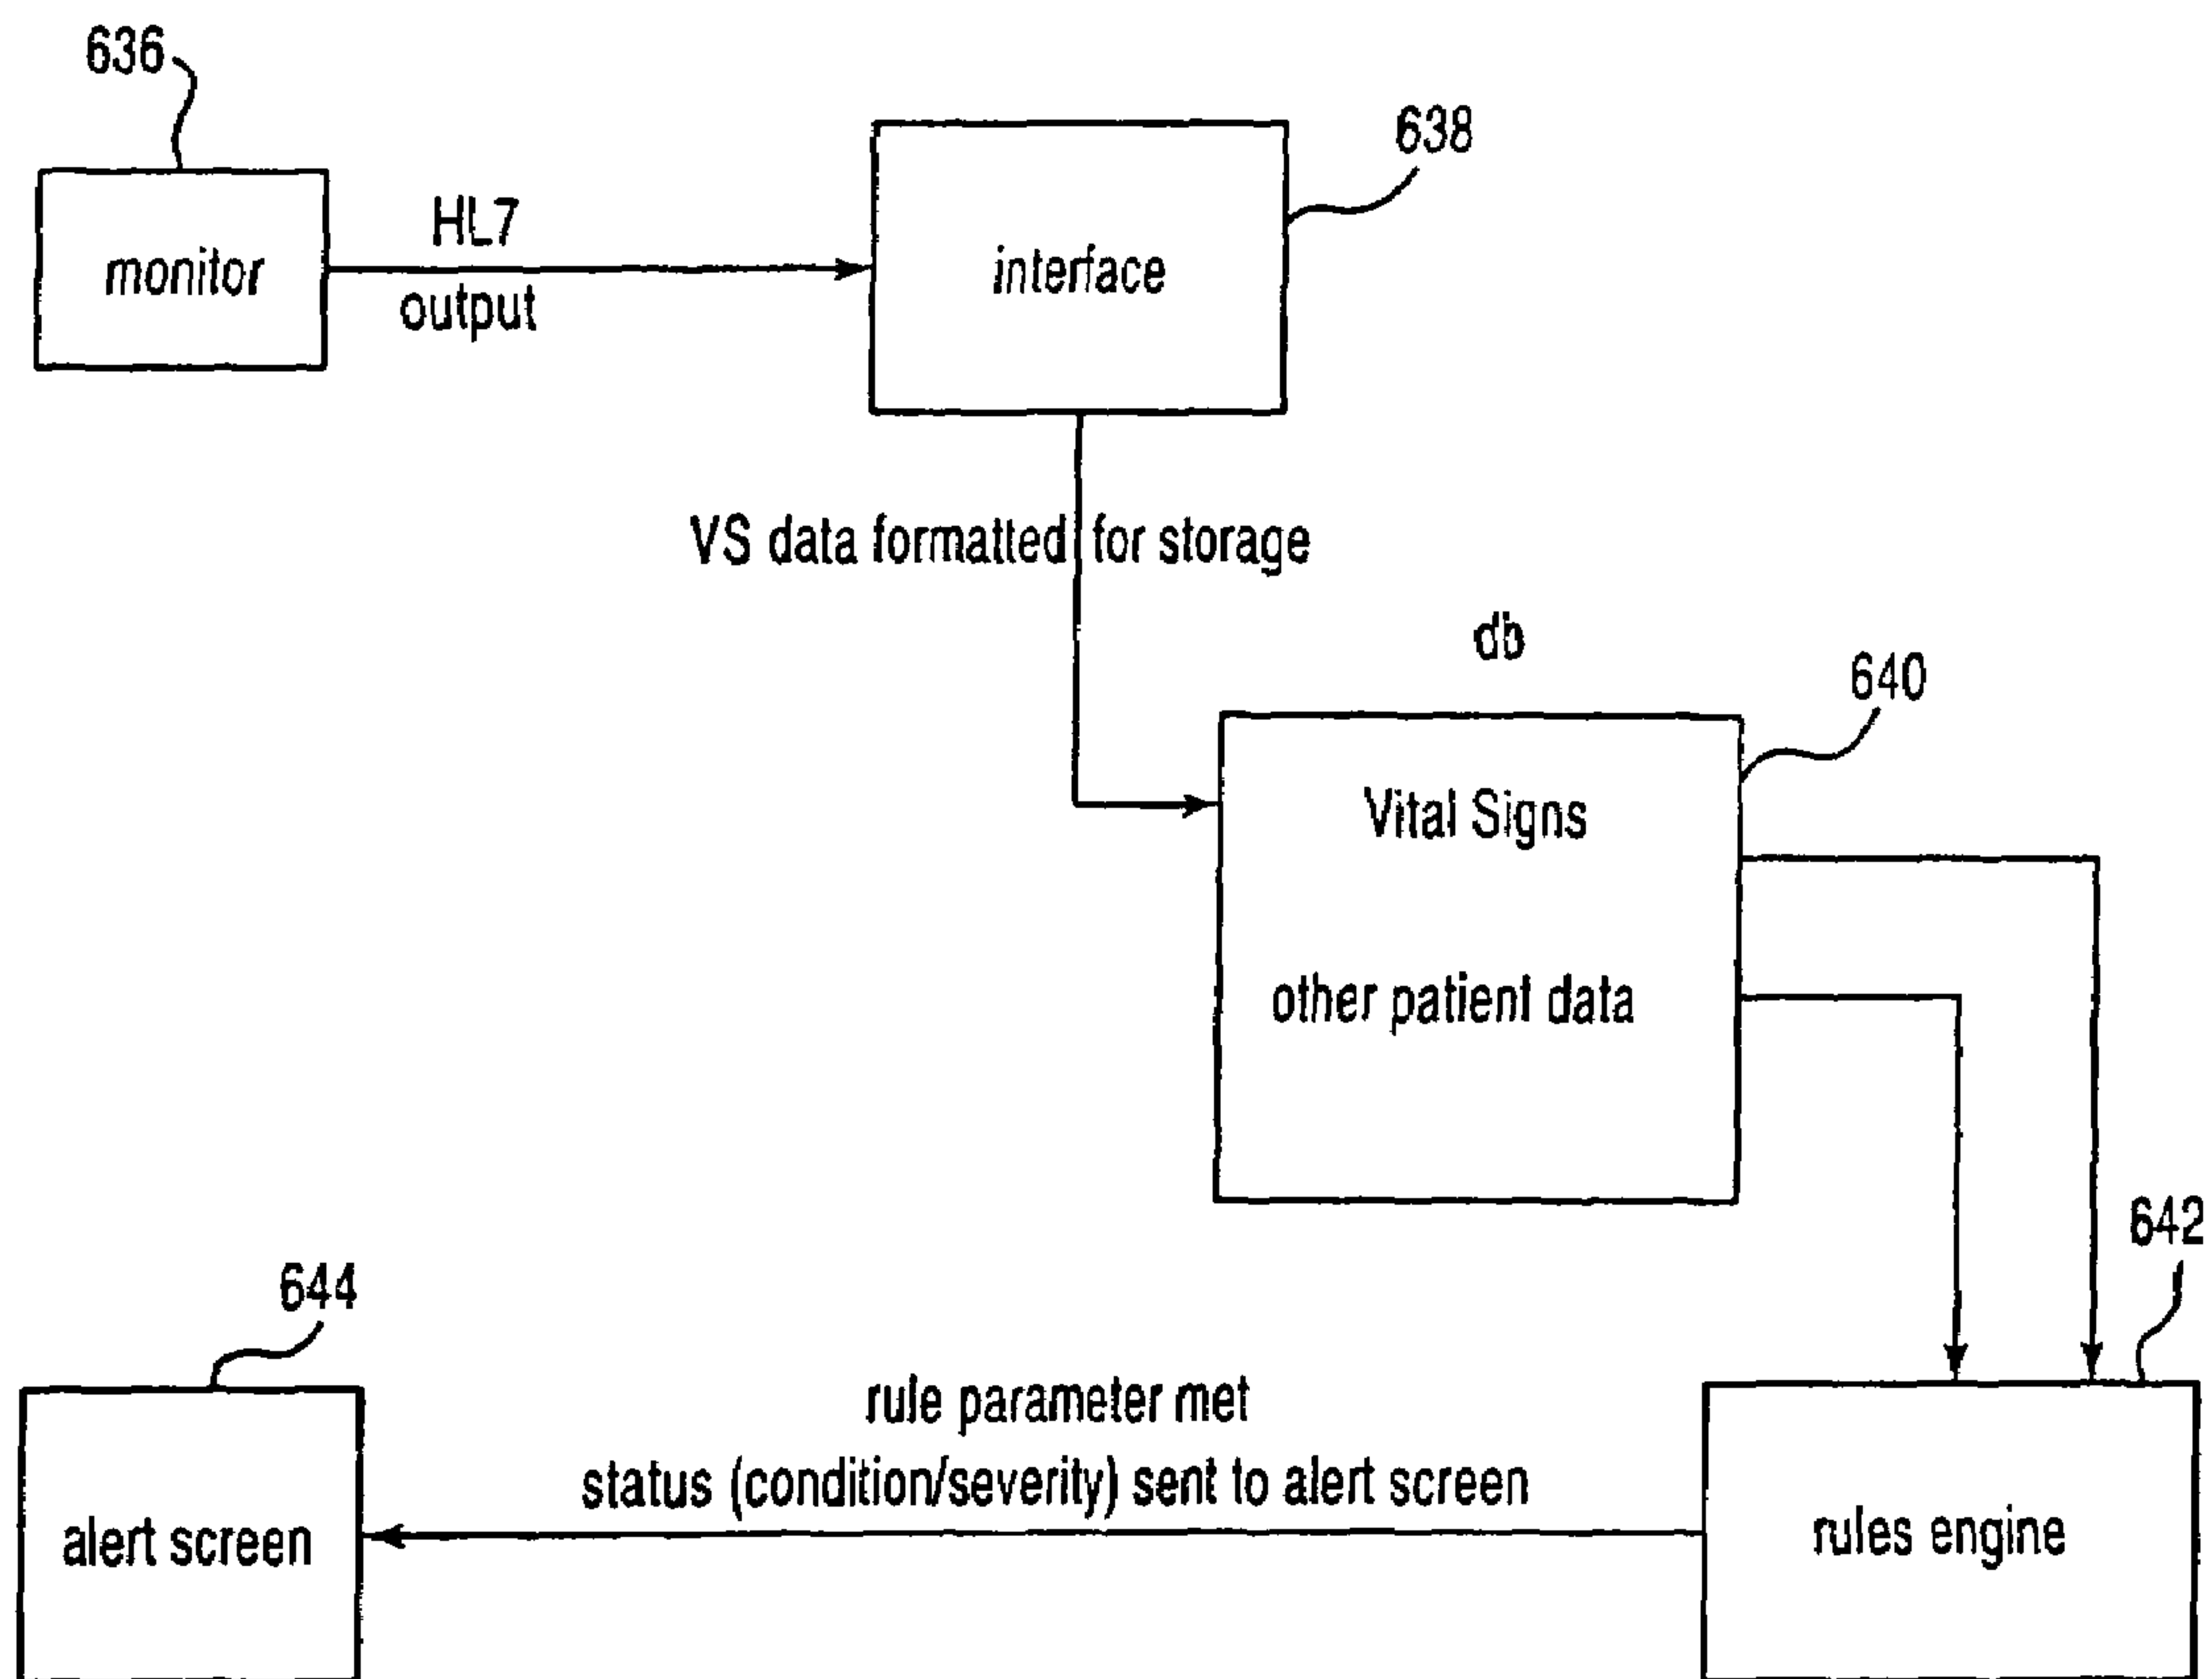 636
638
monitor
HL7
output
interface
VS data formatted for storage
db
640
Vital Signs
other patient data
642
644
rule parameter met
status (condition/severity) sent to alert screen
alert screen
rules engine